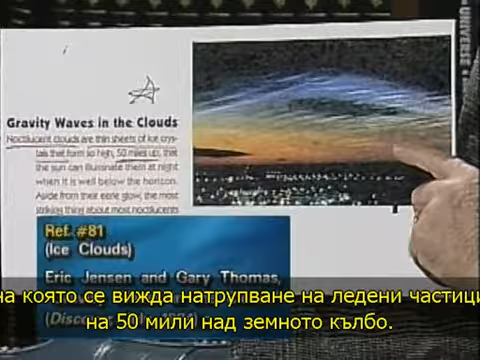 UNIVERSE
Gravity Waves in the Clouds
Noctilucent clouds are thin sheets of ice crys-
tals that form so high, 50 miles up, that
the sun can illuminate them at night
when it is well below the horizon.
Aside from their eerie glow, the most
striking thing about most noctilucents
Ref. #81
(Ice Clouds)
Eric Jensen and Gary Thomas,
на която се вижда натрупване на ледени частици
на 50 мили над земното кълбо.